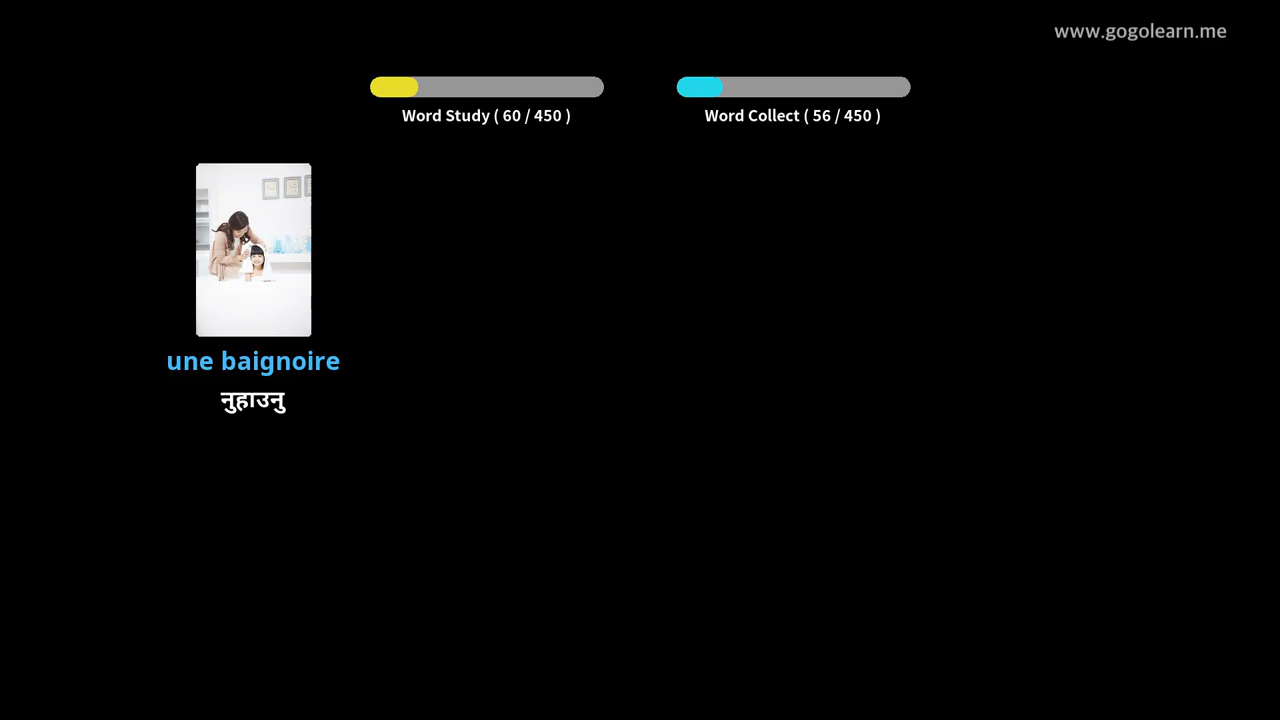 www.gogolearn.me
Word Study ( 60 / 450 )
Word Collect ( 56 / 450 )
une baignoire
नुहाउनु